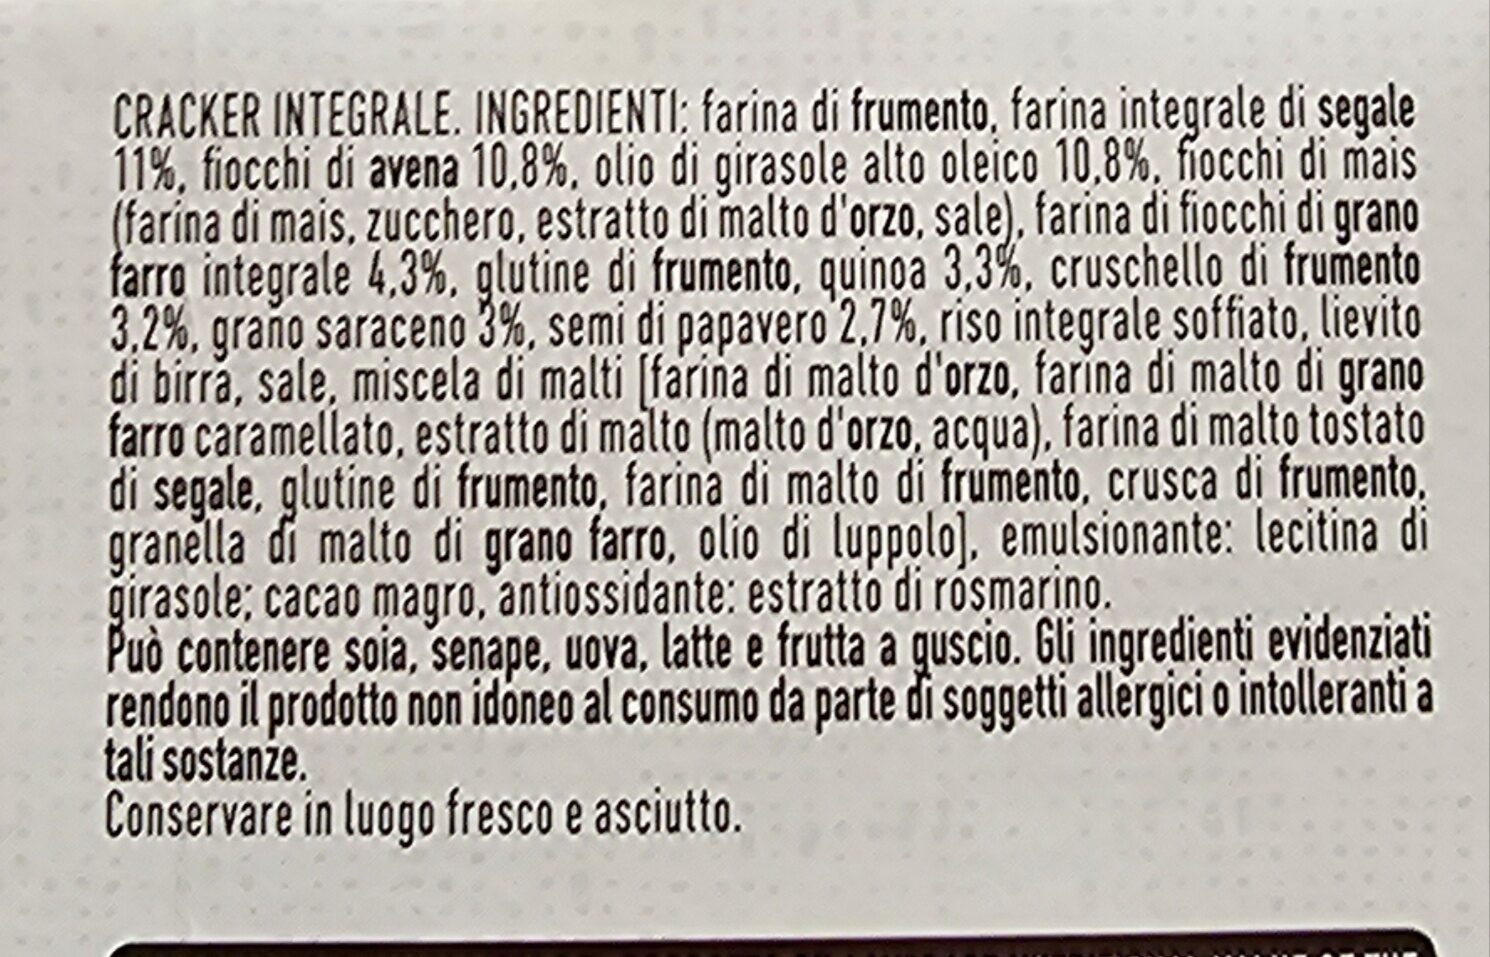 CRACKER INTEGRALE. INGREDIENTI: farina di frumento, farina integrale di segale
11%, fiocchi di avena 10,8%, olio di girasole alto oleico 10,8%, fiocchi di mais
(farina di mais, zucchero, estratto di malto d'orzo, sale), farina di fiocchi di grano
farro integrale 4,3%, glutine di frumento, quinoa 3,3%, cruschello di frumento
3,2%, grano saraceno 3%, semi di papavero 2,7%, riso integrale soffiato, lievito
di birra, sale, miscela di malti [farina di malto d'orzo, farina di malto di grano
farro caramellato, estratto di malto (malto d'orzo, acqua), farina di malto tostato
di segale, glutine di frumento, farina di malto di frumento, crusca di frumento,
granella di malto di grano farro, olio di luppolo], emulsionante: lecitina di
girasole; cacao magro, antiossidante: estratto di rosmarino.
Può contenere soia, senape, uova, latte e frutta a guscio. Gli ingredienti evidenziati
rendono il prodotto non idoneo al consumo da parte di soggetti allergici o intolleranti a
tali sostanze.
Conservare in luogo fresco e asciutto.